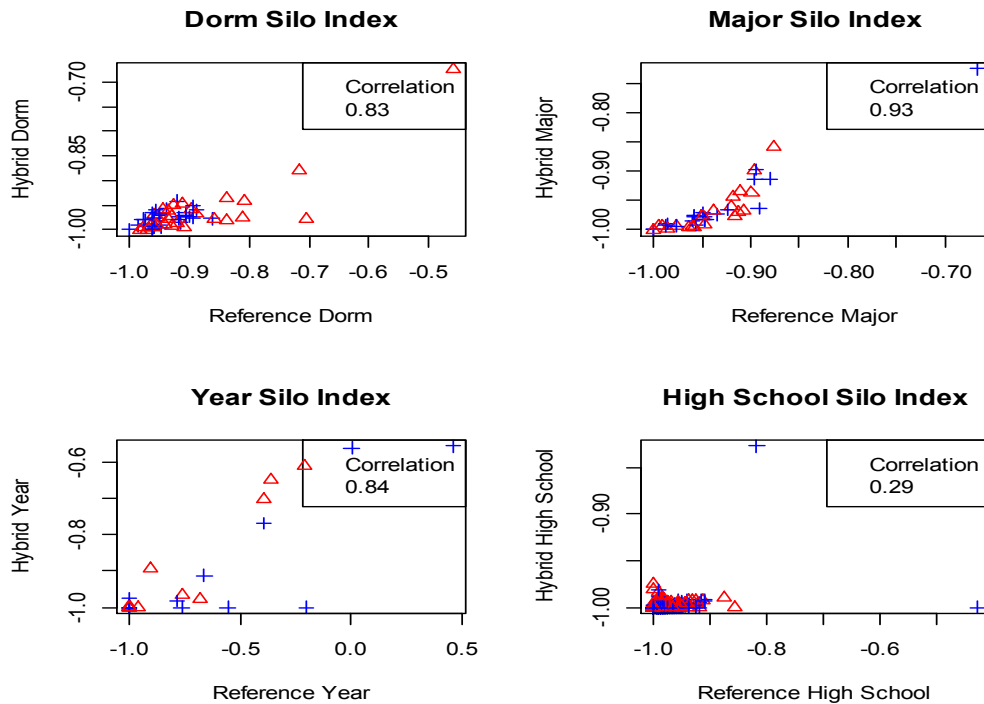 Dorm Silo Index
Correlation
0.83
Hybrid Dorm
-0.70
-0.85
-1.00
-1.0 -0.9 -0.8 -0.7 -0.6 -0.5
Reference Dorm
Major Silo Index
Correlation
0.93
Hybrid Major
-0.80
-0.90
-1.00
-1.00 -0.90 -0.80 -0.70
Reference Major
Year Silo Index
Correlation
0.84
Hybrid Year
-0.6
-0.8
-1.0
-1.0 -0.5 0.0 0.5
Reference Year
High School Silo Index
Correlation
0.29
Hybrid High School
-0.90
-1.00
-1.0 -0.8 -0.6
Reference High School